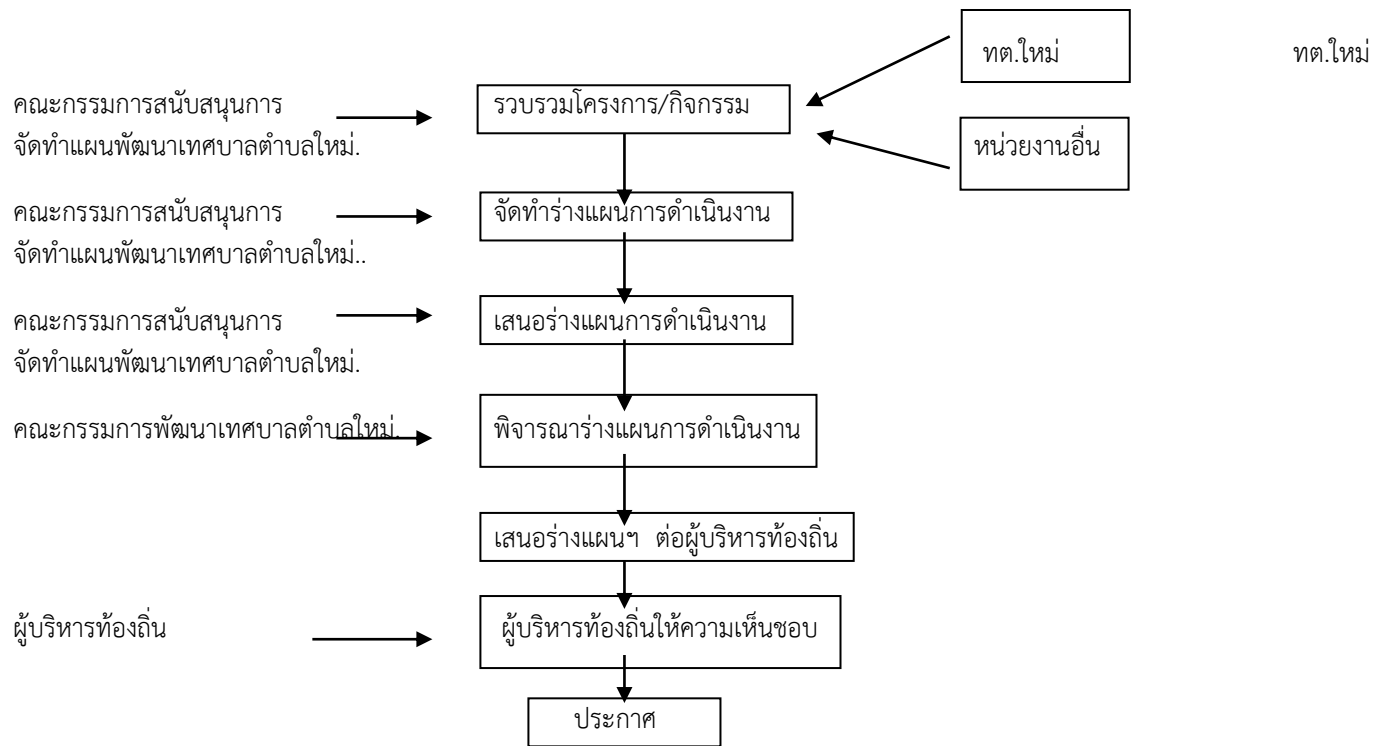 ทต.ใหม่ ทต.ใหม่
คณะกรรมการสนับสนุนการ
จัดทำแผนพัฒนาเทศบาลตำบลใหม่.
รวบรวมโครงการ/กิจกรรม
หน่วยงานอื่น
คณะกรรมการสนับสนุนการ
จัดทำแผนพัฒนาเทศบาลตำบลใหม่..
จัดทำร่างแผนการดำเนินงาน
คณะกรรมการสนับสนุนการ
จัดทำแผนพัฒนาเทศบาลตำบลใหม่.
เสนอร่างแผนการดำเนินงาน
คณะกรรมการพัฒนาเทศบาลตำบลใหม่.
พิจารณาร่างแผนการดำเนินงาน
เสนอร่างแผนฯ ต่อผู้บริหารท้องถิ่น
ผู้บริหารท้องถิ่น
ผู้บริหารท้องถิ่นให้ความเห็นชอบ
ประกาศ